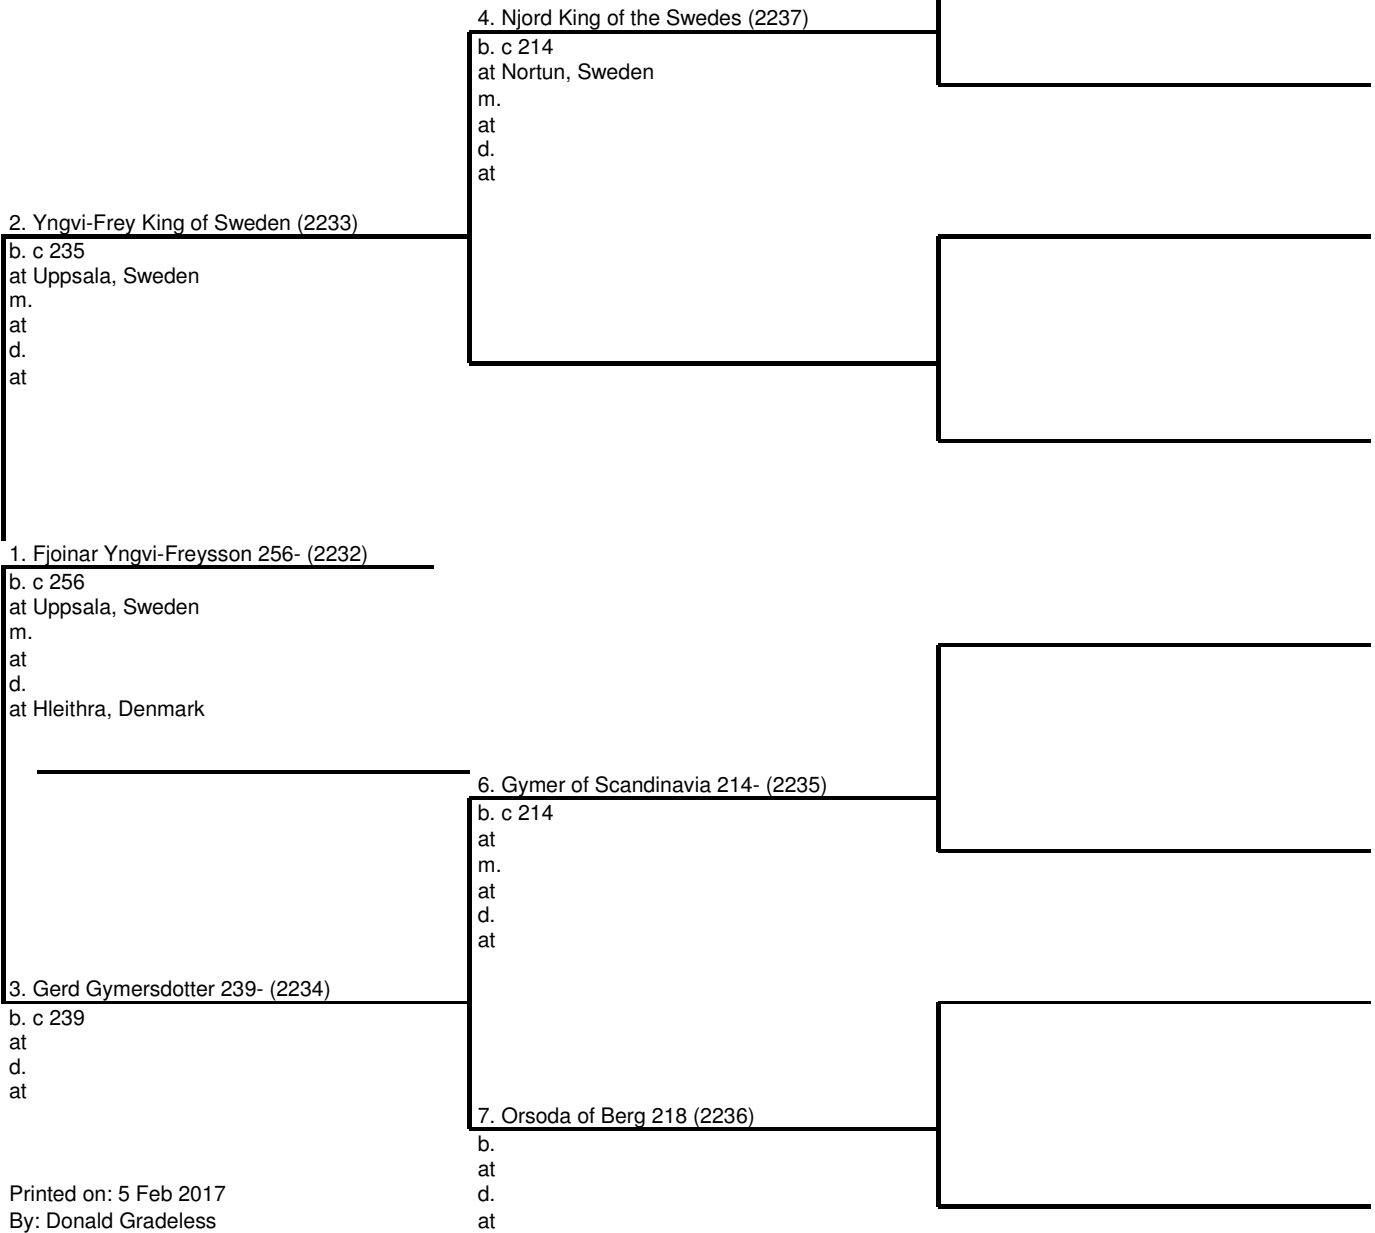 4. Njord King of the Swedes (2237)
b. c 214
at Nortun, Sweden
m.
at
d.
at
2. Yngvi-Frey King of Sweden (2233)
b. c 235
at Uppsala, Sweden
m.
at
d.
at
1. Fjoinar Yngvi-Freysson 256- (2232)
b. c 256
at Uppsala, Sweden
m.
at
d.
at Hleithra, Denmark
6. Gymer of Scandinavia 214- (2235)
b. c 214
at
m.
at
d.
at
3. Gerd Gymersdotter 239- (2234)
b. c 239
at
d.
at
7. Orsoda of Berg 218 (2236)
b.
at
d.
at
Printed on: 5 Feb 2017
By: Donald Gradeless